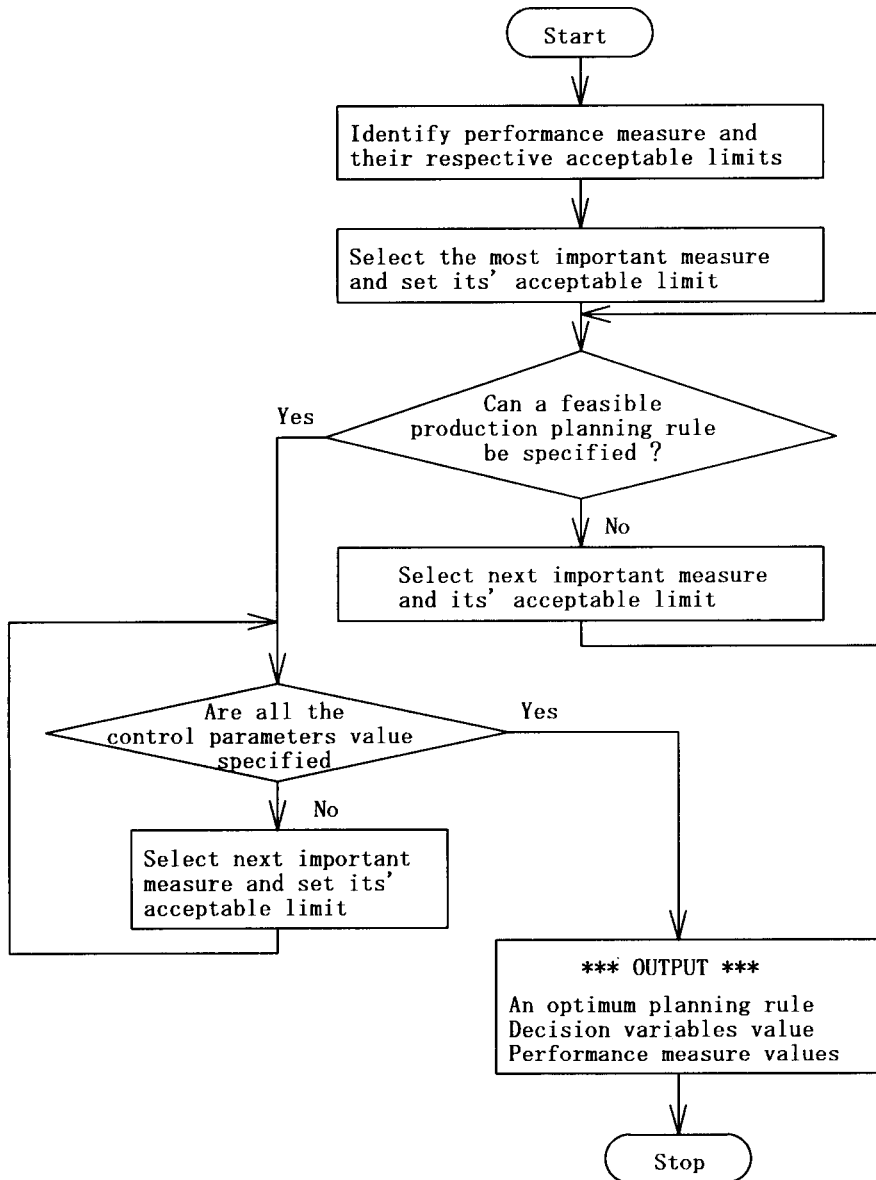 Start
Identify performance measure and
their respective acceptable limits
Select the most important measure
and set its' acceptable limit
Can a feasible
production planning rule
be specified ?
Yes
No
Select next important measure
and its' acceptable limit
Are all the
control parameters value
specified
Yes
No
Select next important
measure and set its'
acceptable limit
*** OUTPUT ***
An optimum planning rule
Decision variables value
Performance measure values
Stop